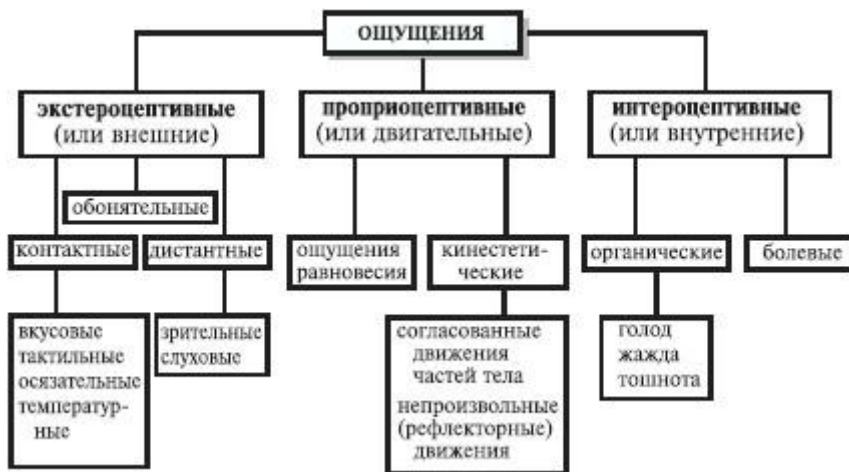 ОЩУЩЕНИЯ
экстероцептивные
(или внешние)
проприоцептивные
(или двигательные)
интероцептивные
(или внутренние)
обонятельные
контактные
дистантные
ощущения
равновесия
кинестети-
ческие
органические
болевые
вкусовые
тактильные
осязательные
температур-
ные
зрительные
слуховые
согласованные
движения
частей тела
непроизвольные
(рефлекторные)
движения
голод
жажда
тошнота